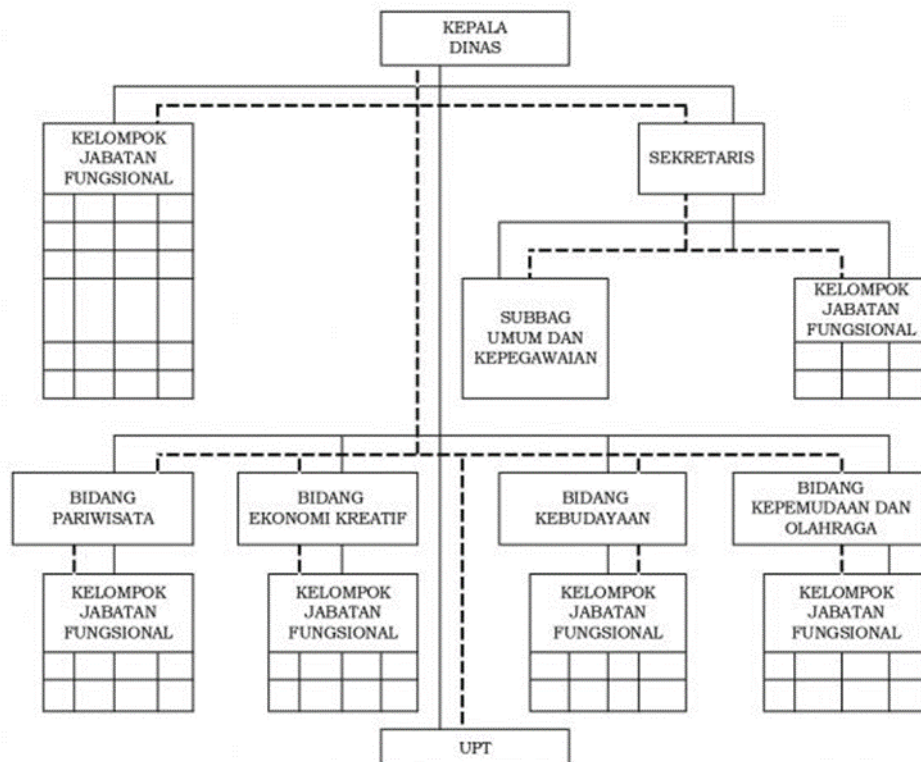 KEPALA
DINAS
KELOMPOK
JABATAN
FUNGSIONAL
SEKRETARIS
SUBBAG
UMUM DAN
KEPEGAWAIAN
KELOMPOK
JABATAN
FUNGSIONAL
BIDANG
PARIWISATA
BIDANG
EKONOMI KREATIF
BIDANG
KEBUDAYAAN
BIDANG
KEPEMUDAAN DAN
OLAHRAGA
KELOMPOK
JABATAN
FUNGSIONAL
KELOMPOK
JABATAN
FUNGSIONAL
KELOMPOK
JABATAN
FUNGSIONAL
KELOMPOK
JABATAN
FUNGSIONAL
UPT